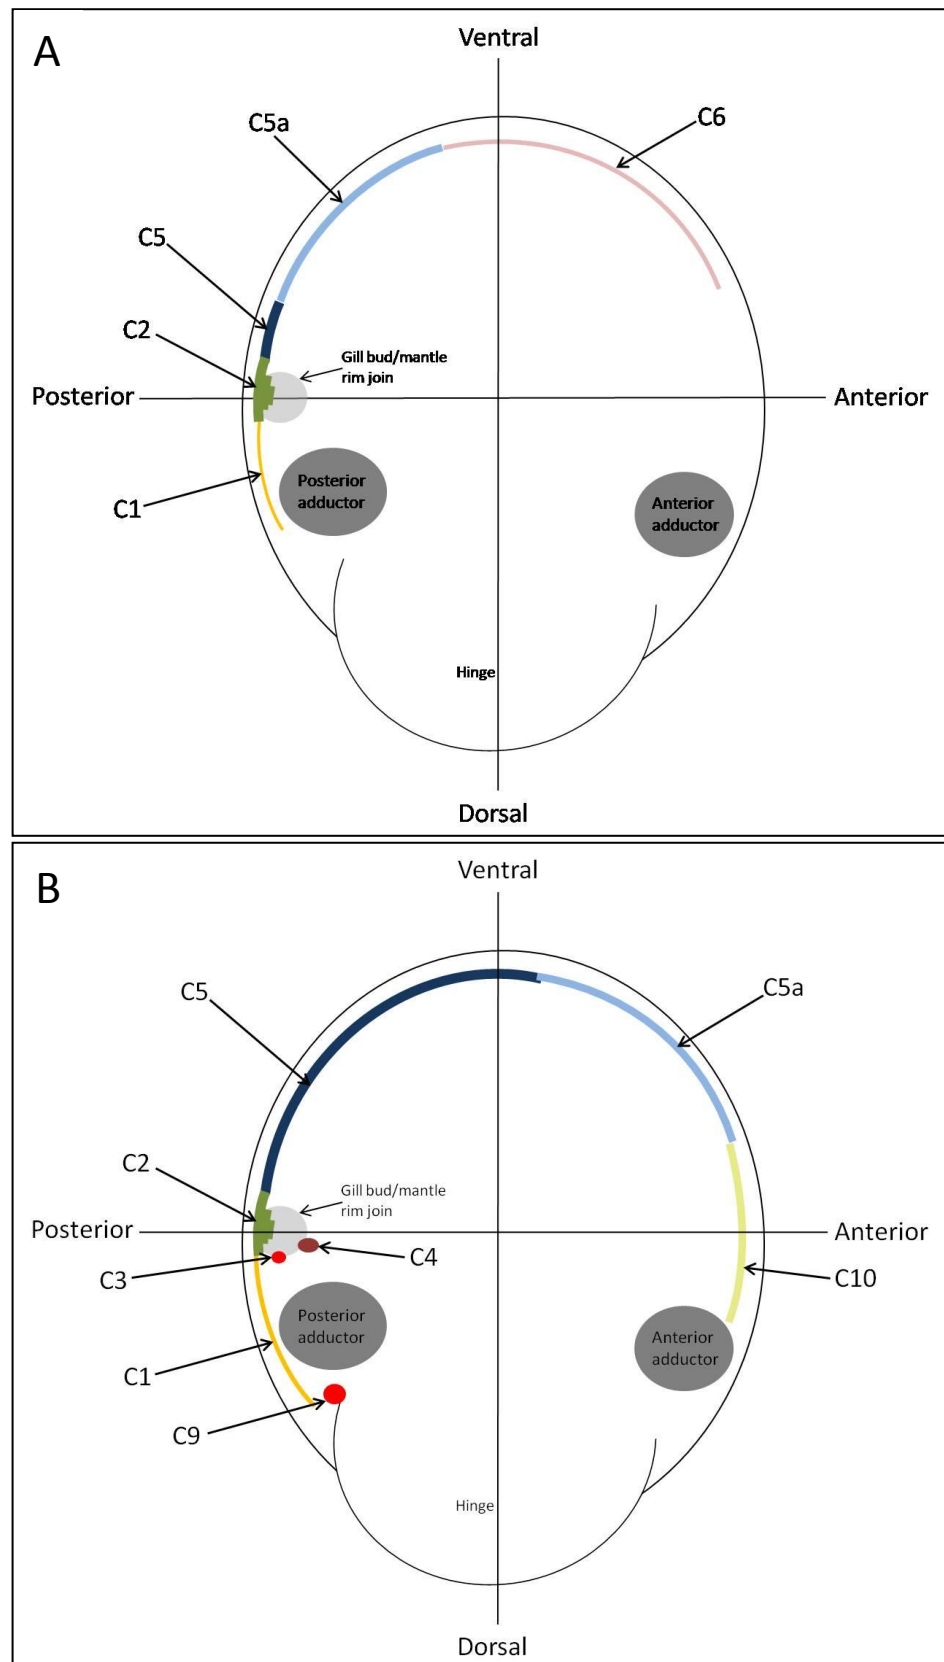 A
Ventral
C5a
C6
C5
C2
Gill bud/mantle
rim join
Posterior
Anterior
Posterior
adductor
Anterior
adductor
C1
Hinge
Dorsal
B
Ventral
C5
C5a
C2
Gill bud/mantle
rim join
Posterior
Anterior
C3
C4
C10
Posterior
adductor
Anterior
adductor
C1
C9
Hinge
Dorsal